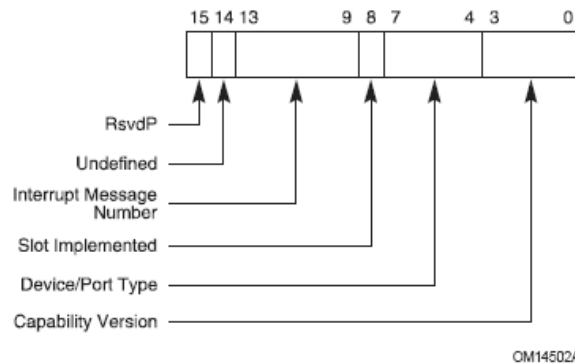 15 14 13 9 8 7 4 3 0
RsvdP
Undefined
Interrupt Message
Number
Slot Implemented
Device/Port Type
Capability Version
OM14502A